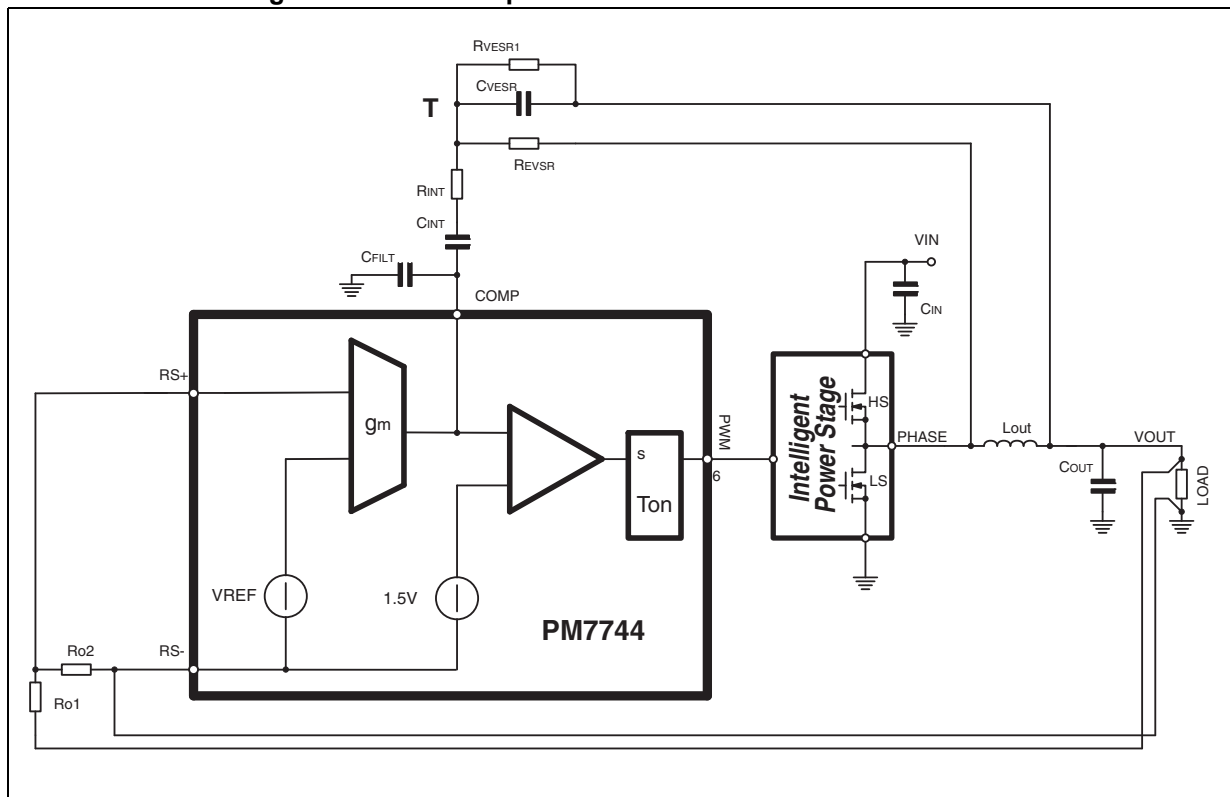 RVESR1
CVESR
T
REVSR
RINT
CINT
CFILT
COMP
VIN
CIN
RS+
gm
PWM
6
s
Ton
Intelligent
Power Stage
HS
LS
PHASE
Lout
VOUT
COUT
LOAD
VREF
1.5V
PM7744
RS-
Ro2
Ro1